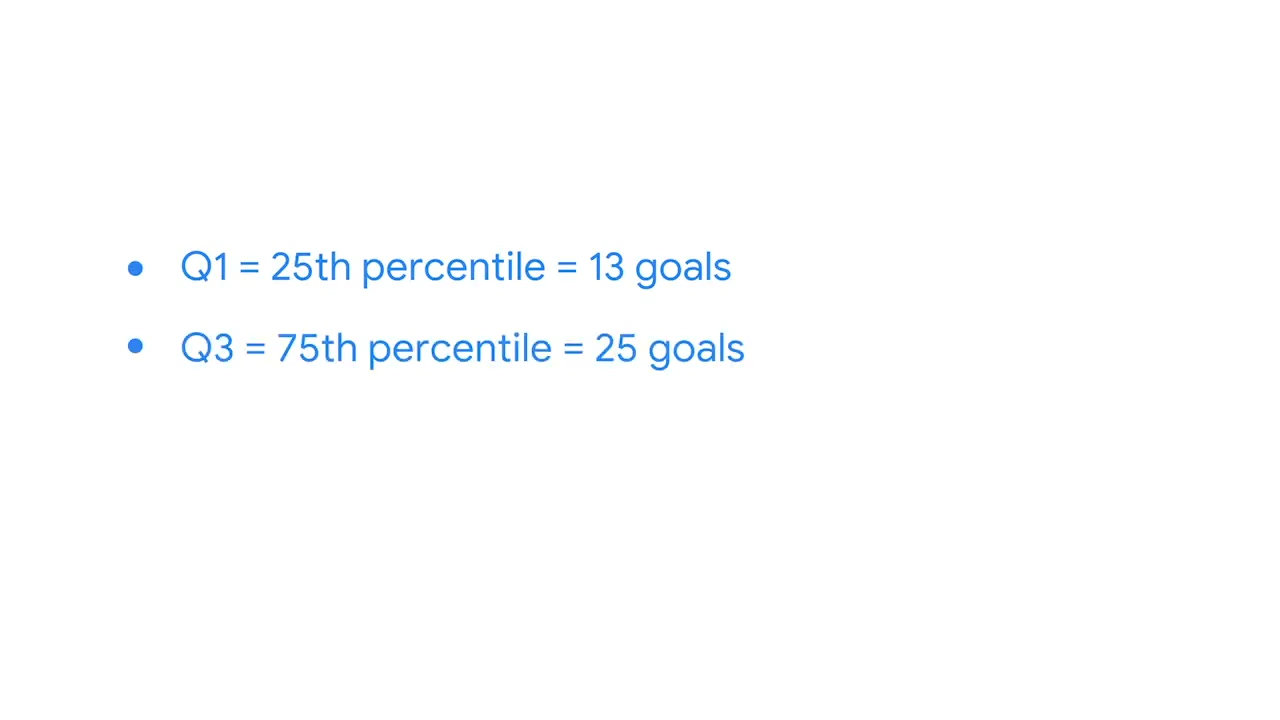 • Q1 = 25th percentile = 13 goals
• Q3 = 75th percentile = 25 goals